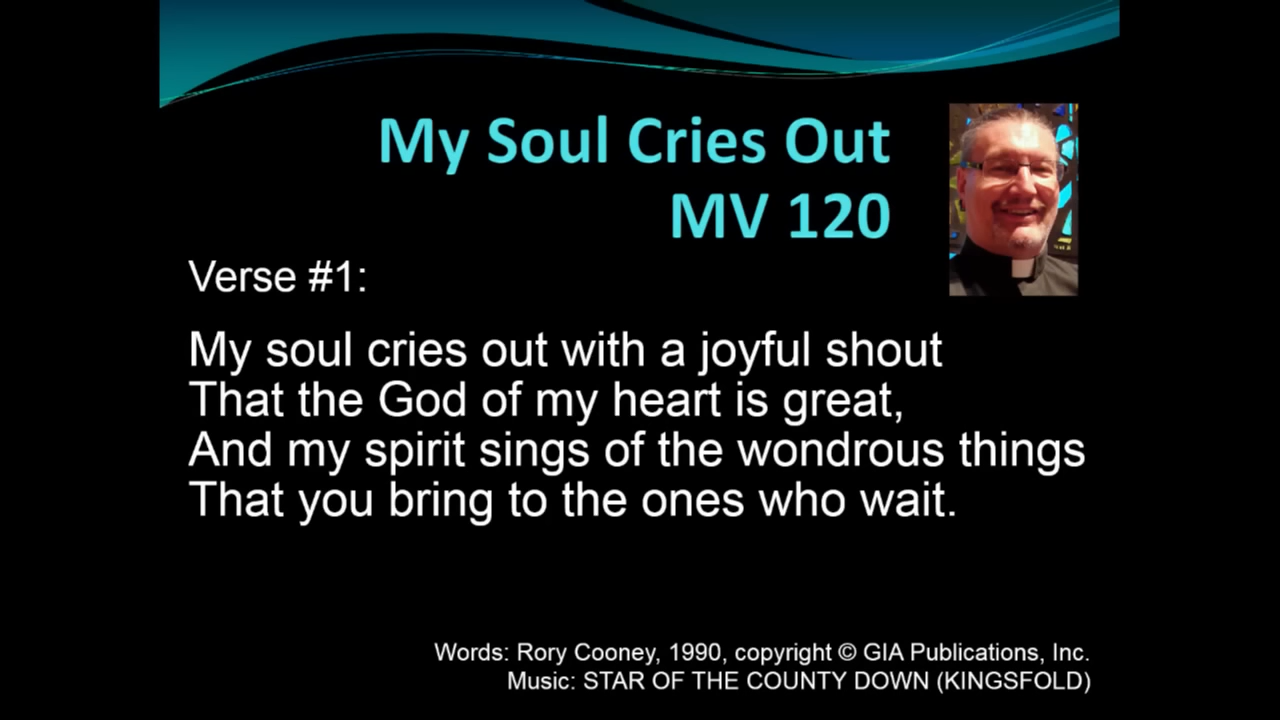 My Soul Cries Out
MV 120
Verse #1:
My soul cries out with a joyful shout
That the God of my heart is great,
And my spirit sings of the wondrous things
That you bring to the ones who wait.
Words: Rory Cooney, 1990, copyright © GIA Publications, Inc.
Music: STAR OF THE COUNTY DOWN (KINGSFOLD)